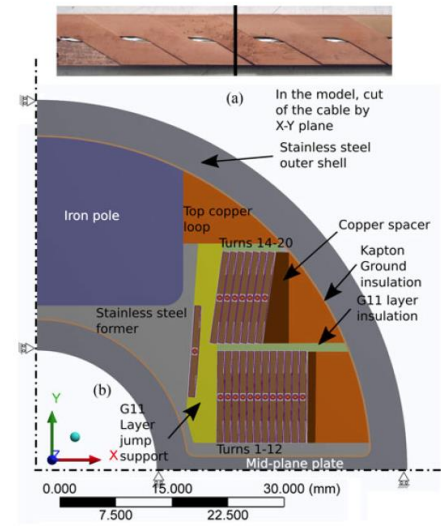 (a)
In the model, cut
of the cable by
X-Y plane
Stainless steel
outer shell
Iron pole
Top copper
loop
Copper spacer
Turns 14-20
Kapton
Ground
insulation
G11 layer
insulation
Stainless steel
former
(b)
Y
X
Z
G11
Layer
jump
support
Turns 1-12
Mid-plane plate
0.000
15.000
30.000 (mm)
7.500
22.500